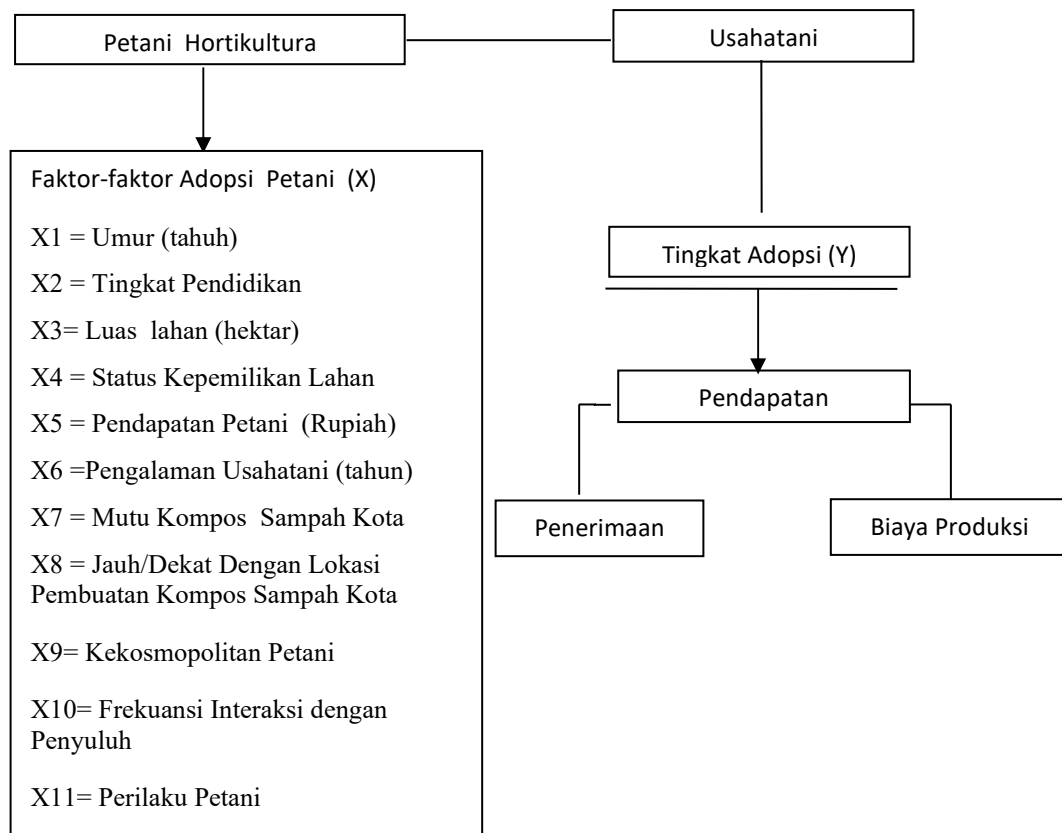 Petani Hortikultura
Usahatani
Faktor-faktor Adopsi Petani (X)
X1 = Umur (tahuh)
X2 = Tingkat Pendidikan
X3= Luas lahan (hektar)
X4 = Status Kepemilikan Lahan
X5 = Pendapatan Petani (Rupiah)
X6 =Pengalaman Usahatani (tahun)
X7 = Mutu Kompos Sampah Kota
X8 = Jauh/Dekat Dengan Lokasi
Pembuatan Kompos Sampah Kota
X9= Kekosmopolitan Petani
X10= Frekuansi Interaksi dengan
Penyuluh
X11= Perilaku Petani
Tingkat Adopsi (Y)
Pendapatan
Penerimaan
Biaya Produksi